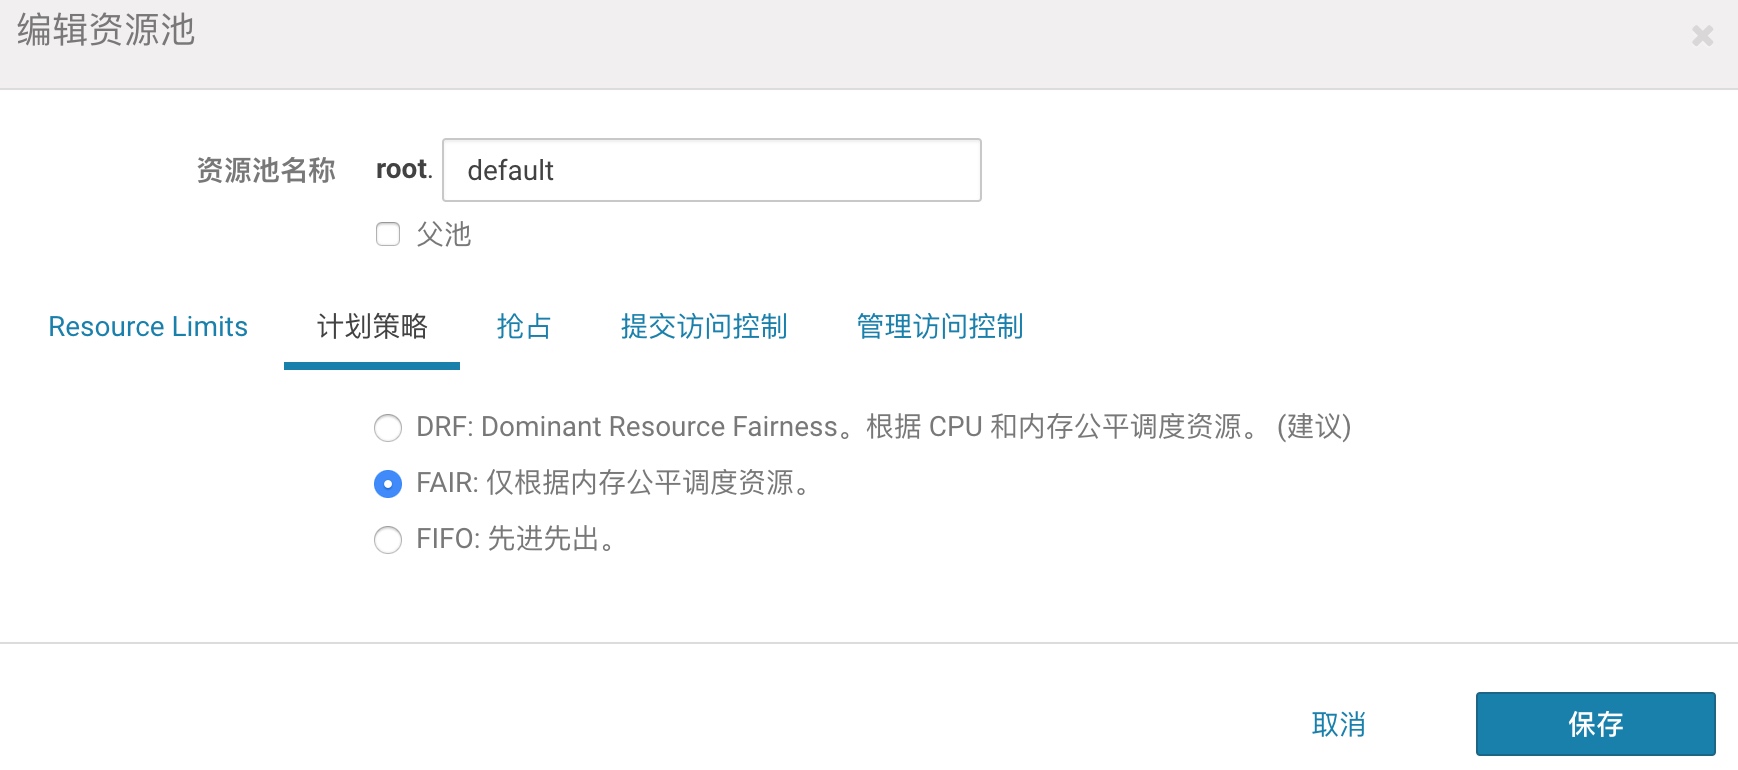 编辑资源池
资源池名称 root. default
父池
Resource Limits 计划策略 抢占 提交访问控制 管理访问控制
DRF: Dominant Resource Fairness。根据 CPU 和内存公平调度资源。 (建议)
FAIR: 仅根据内存公平调度资源。
FIFO: 先进先出。
取消 保存